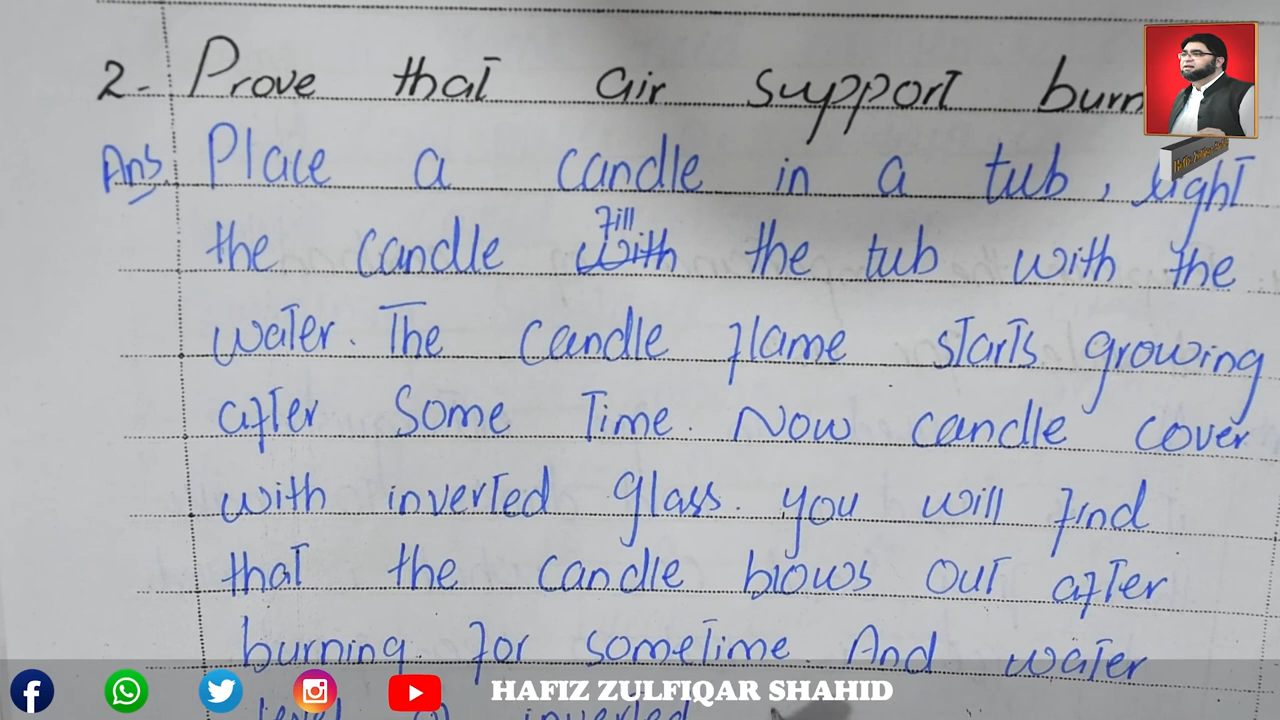 2- Prove that air support burn
Ans. Place a candle in a tub, light
the candle fill with the tub with the
water. The candle flame starts growing
after some time. Now candle cover
with inverted glass. you will find
that the candle blows out after
burning for sometime. And water
level inverted
HAFIZ ZULFIQAR SHAHID